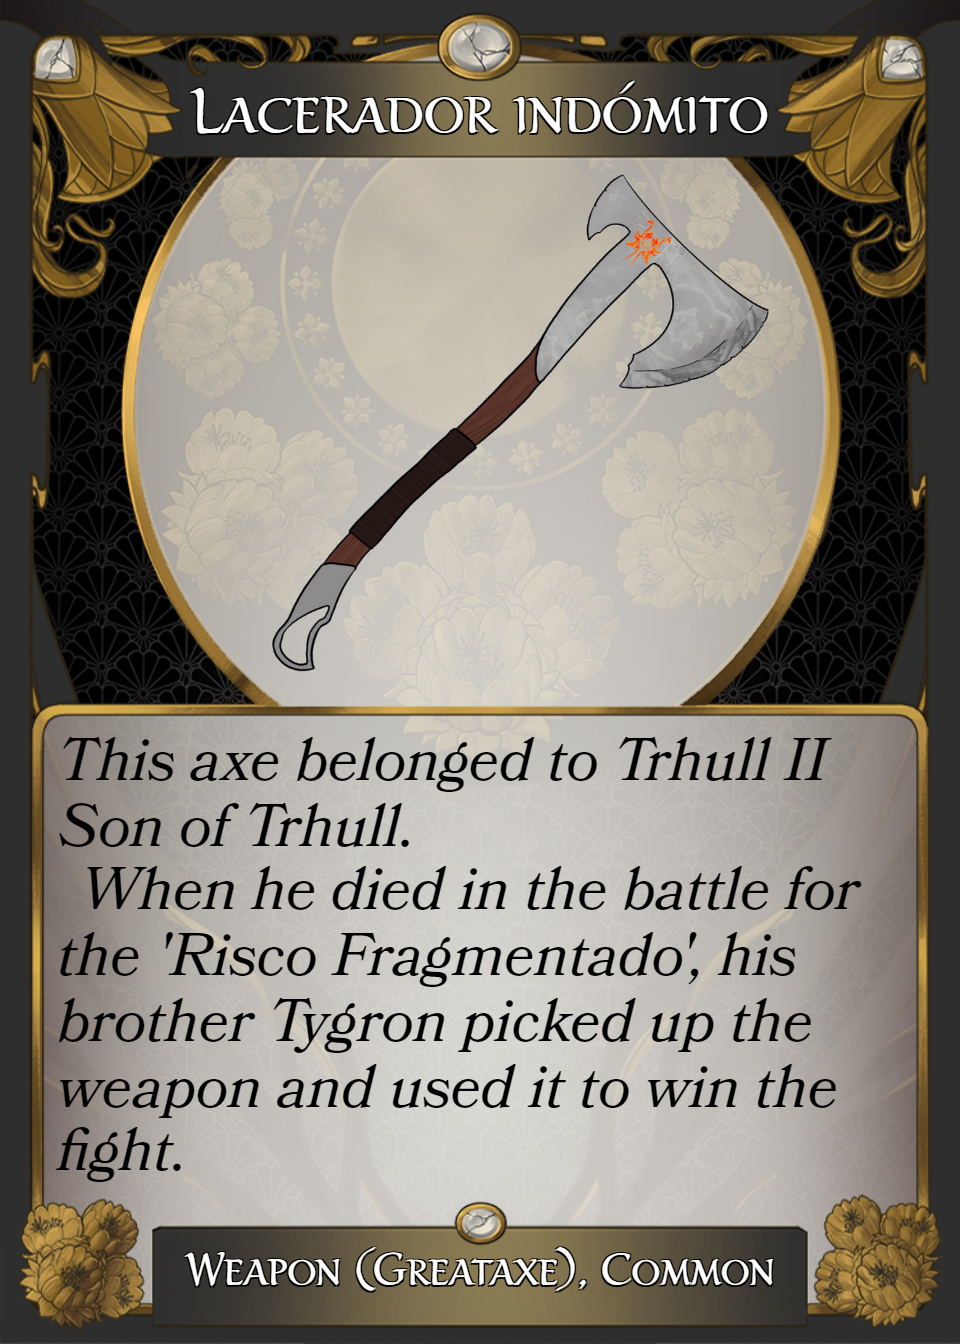 Lacerador indómito
This axe belonged to Trhull II
Son of Trhull.
When he died in the battle for
the 'Risco Fragmentado', his
brother Tygron picked up the
weapon and used it to win the
fight.
Weapon (Greataxe), Common